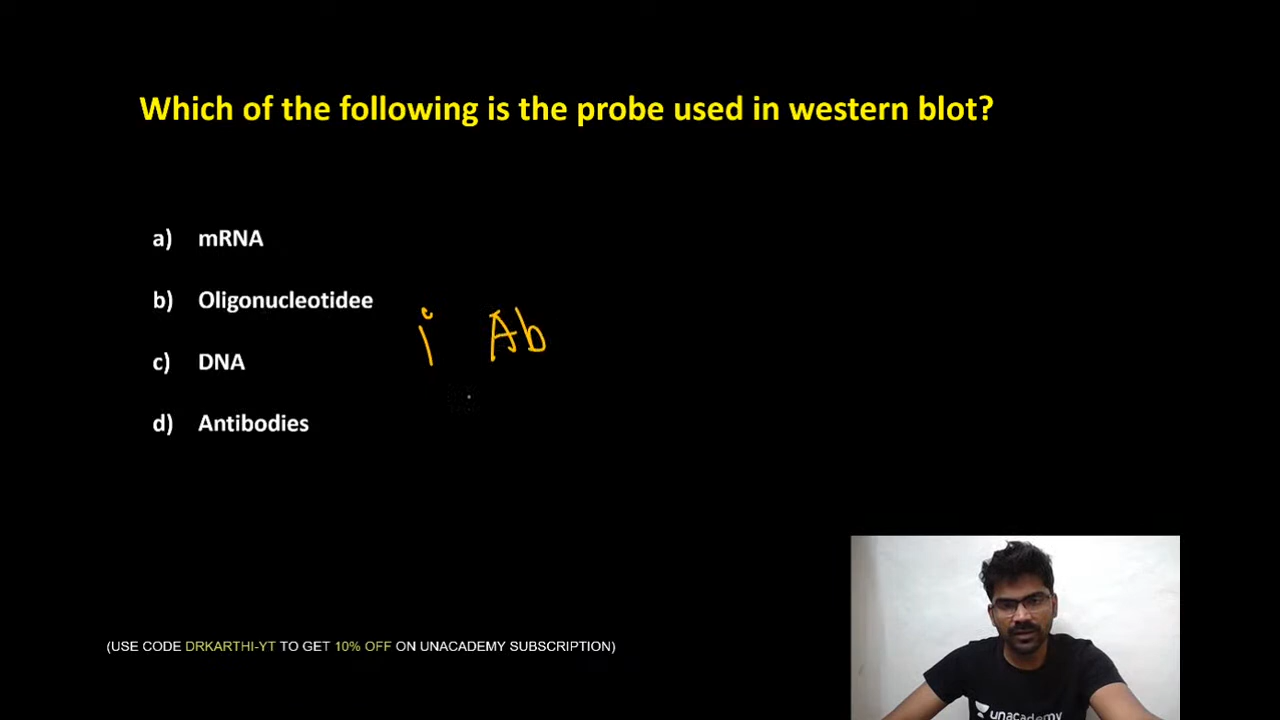 Which of the following is the probe used in western blot?
a) mRNA
b) Oligonucleotidee
i Ab
c) DNA
d) Antibodies
unacademy
(USE CODE DRKARTHI-YT TO GET 10% OFF ON UNACADEMY SUBSCRIPTION)